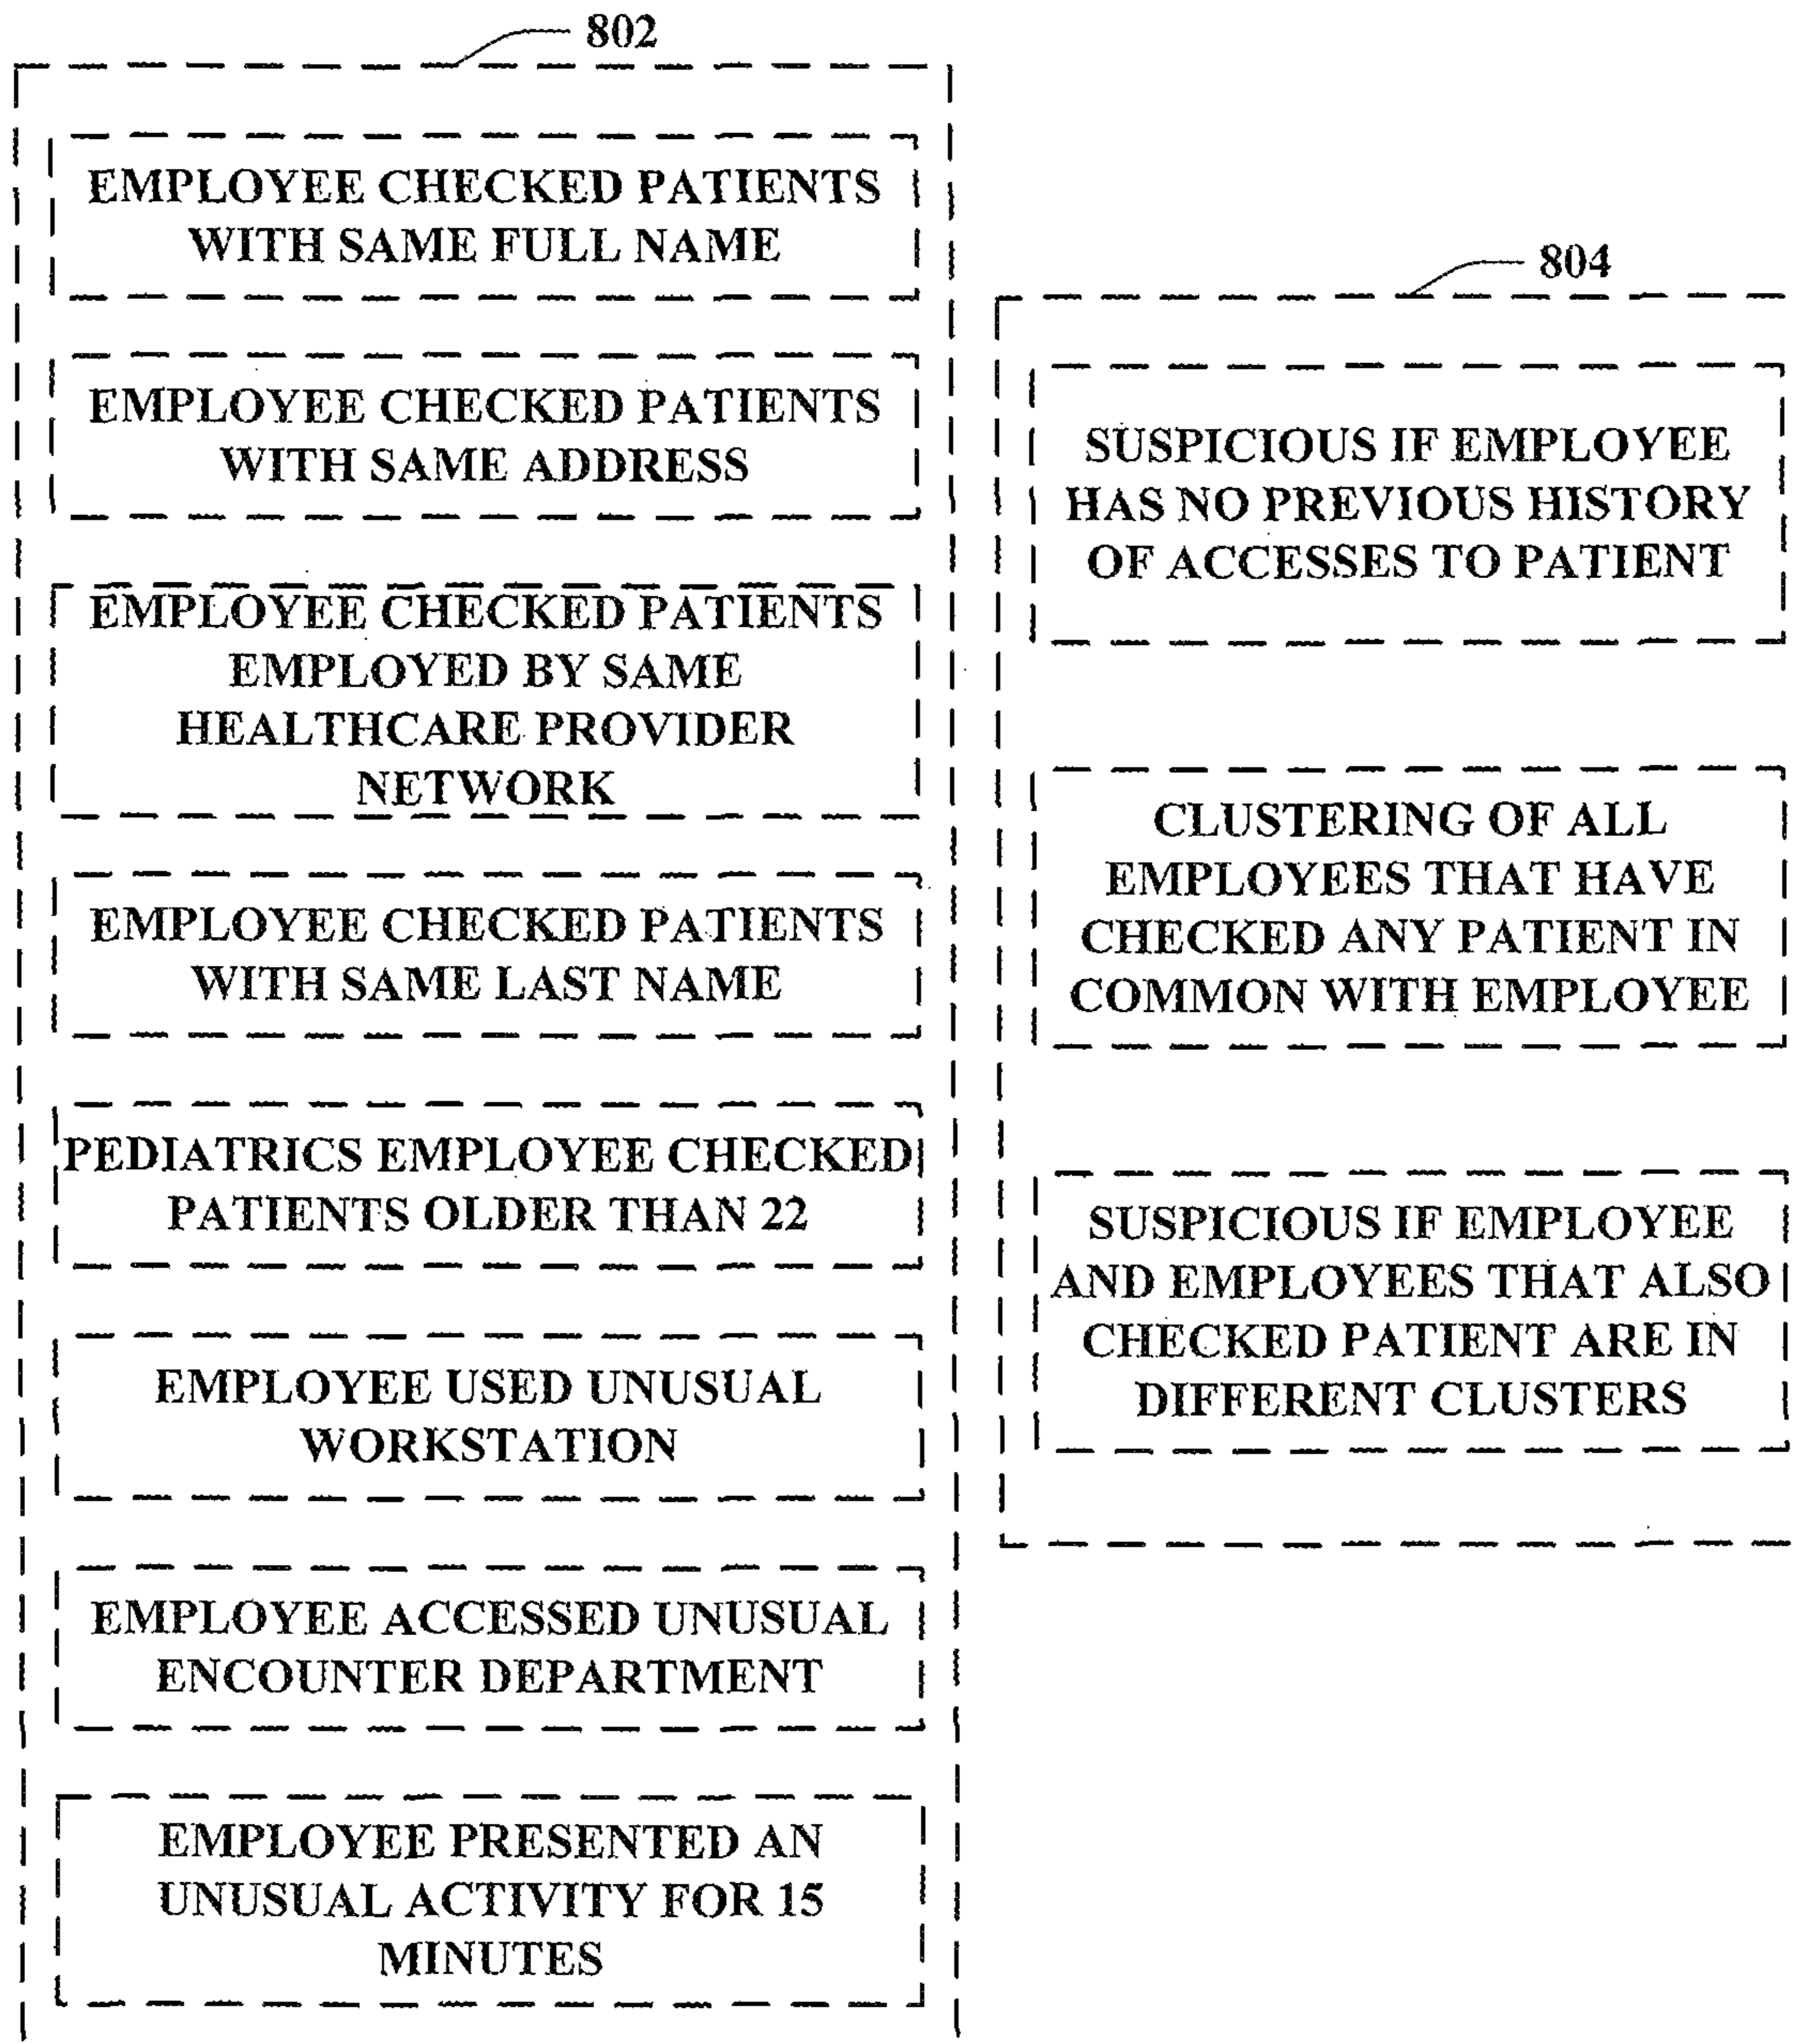 802
EMPLOYEE CHECKED PATIENTS
WITH SAME FULL NAME
EMPLOYEE CHECKED PATIENTS
WITH SAME ADDRESS
EMPLOYEE CHECKED PATIENTS
EMPLOYED BY SAME
HEALTHCARE PROVIDER
NETWORK
EMPLOYEE CHECKED PATIENTS
WITH SAME LAST NAME
PEDIATRICS EMPLOYEE CHECKED
PATIENTS OLDER THAN 22
EMPLOYEE USED UNUSUAL
WORKSTATION
EMPLOYEE ACCESSED UNUSUAL
ENCOUNTER DEPARTMENT
EMPLOYEE PRESENTED AN
UNUSUAL ACTIVITY FOR 15
MINUTES
804
SUSPICIOUS IF EMPLOYEE
HAS NO PREVIOUS HISTORY
OF ACCESSES TO PATIENT
CLUSTERING OF ALL
EMPLOYEES THAT HAVE
CHECKED ANY PATIENT IN
COMMON WITH EMPLOYEE
SUSPICIOUS IF EMPLOYEE
AND EMPLOYEES THAT ALSO
CHECKED PATIENT ARE IN
DIFFERENT CLUSTERS